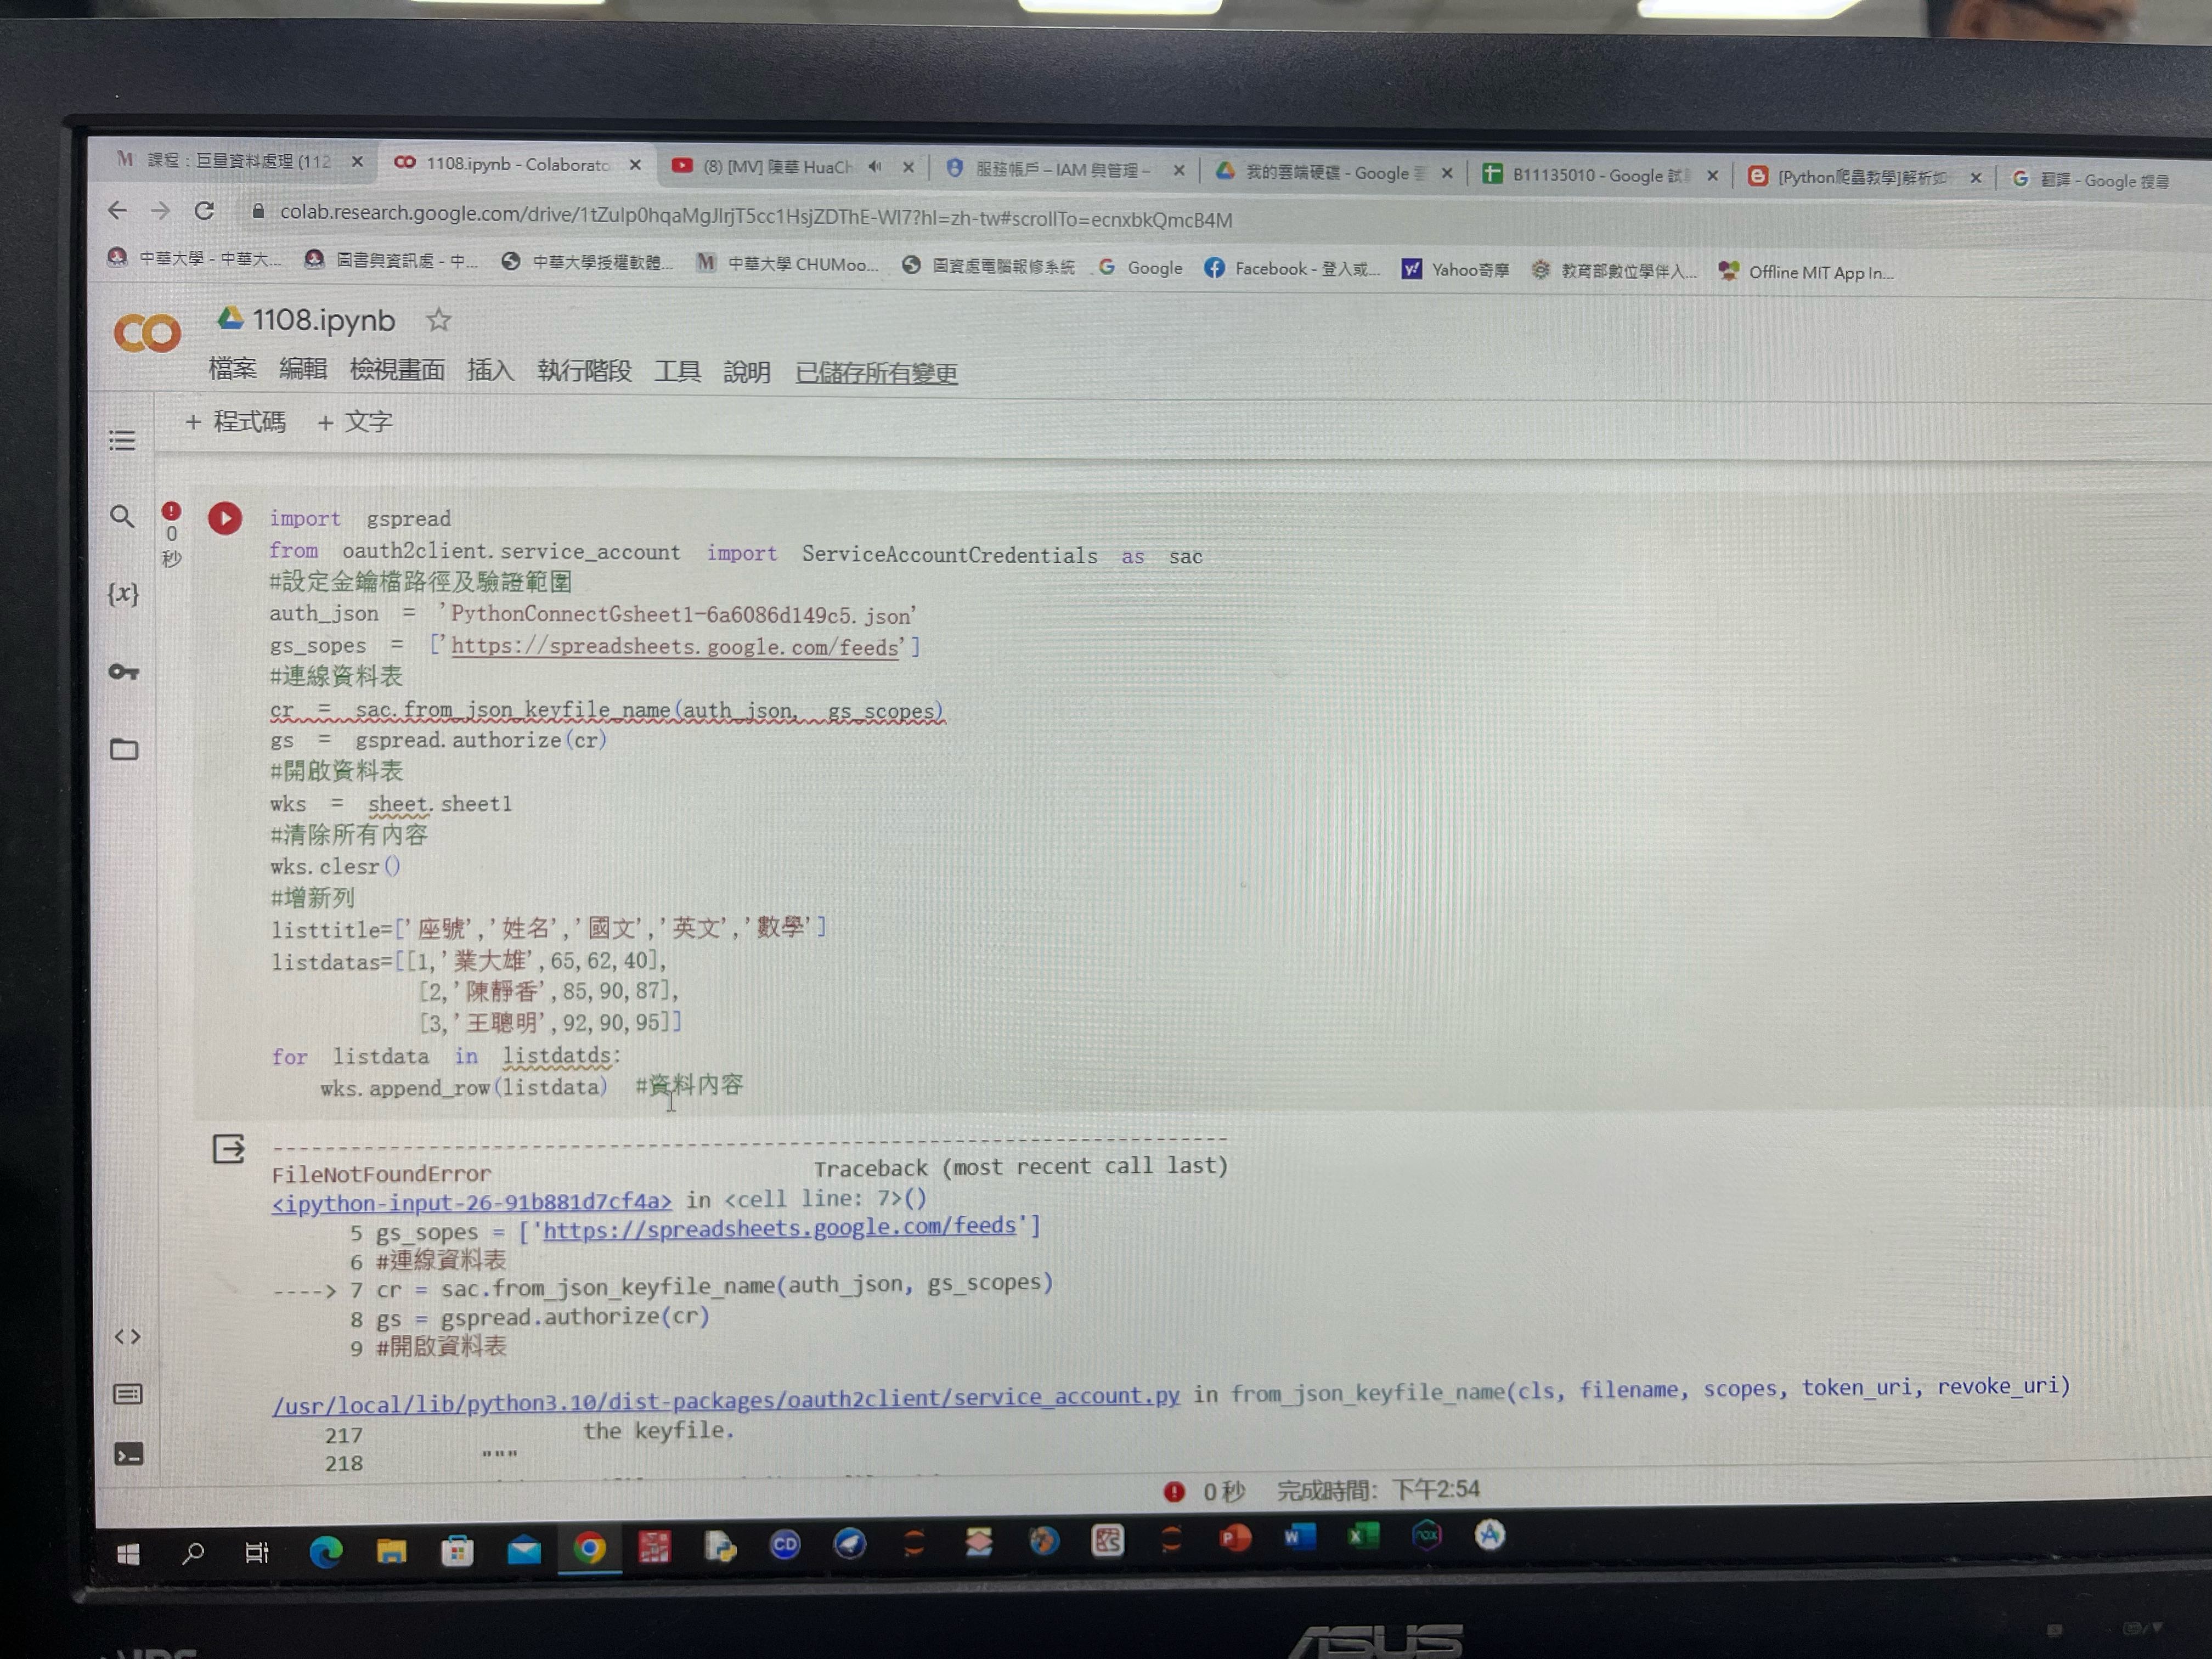 課程：巨量資料處理 (112
1108.ipynb - Colaborato
(8) [MV] 陳華 HuaCh
服務帳戶 – IAM 與管理 –
我的雲端硬碟 - Google
B11135010 - Google 試
[Python爬蟲教學]解析如
翻譯 - Google 搜尋
colab.research.google.com/drive/1tZuIp0hqaMgJIrjT5cc1HsjZDThE-WI7?hl=zh-tw#scrollTo=ecnxbkQmcB4M
中華大學 - 中華大...
圖書與資訊處 - 中...
中華大學授權軟體...
中華大學 CHUMoo...
圖資處電腦報修系統
Google
Facebook - 登入或...
Yahoo奇摩
教育部數位學伴入...
Offline MIT App In...
1108.ipynb
檔案 編輯 檢視畫面 插入 執行階段 工具 說明 已儲存所有變更
+ 程式碼 + 文字
0
秒
import gspread
from oauth2client.service_account import ServiceAccountCredentials as sac
#設定金鑰檔路徑及驗證範圍
auth_json = 'PythonConnectGsheet1-6a6086d149c5.json'
gs_sopes = ['https://spreadsheets.google.com/feeds']
#連線資料表
cr = sac.from_json_keyfile_name(auth_json, gs_scopes)
gs = gspread.authorize(cr)
#開啟資料表
wks = sheet.sheet1
#清除所有內容
wks.clesr()
#增新列
listtitle=['座號','姓名','國文','英文','數學']
listdatas=[[1,'業大雄',65,62,40],
[2,'陳靜香',85,90,87],
[3,'王聰明',92,90,95]]
for listdata in listdatds:
wks.append_row(listdata) #資料內容
---------------------------------------------------------------------------
FileNotFoundError Traceback (most recent call last)
<ipython-input-26-91b881d7cf4a> in <cell line: 7>()
5 gs_sopes = ['https://spreadsheets.google.com/feeds']
6 #連線資料表
----> 7 cr = sac.from_json_keyfile_name(auth_json, gs_scopes)
8 gs = gspread.authorize(cr)
9 #開啟資料表
/usr/local/lib/python3.10/dist-packages/oauth2client/service_account.py in from_json_keyfile_name(cls, filename, scopes, token_uri, revoke_uri)
217 the keyfile.
218 """
0 秒 完成時間：下午2:54
ASUS